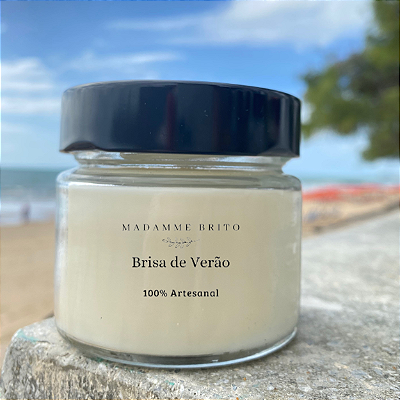 MADAMME BRITO
Brisa de Verão
100% Artesanal